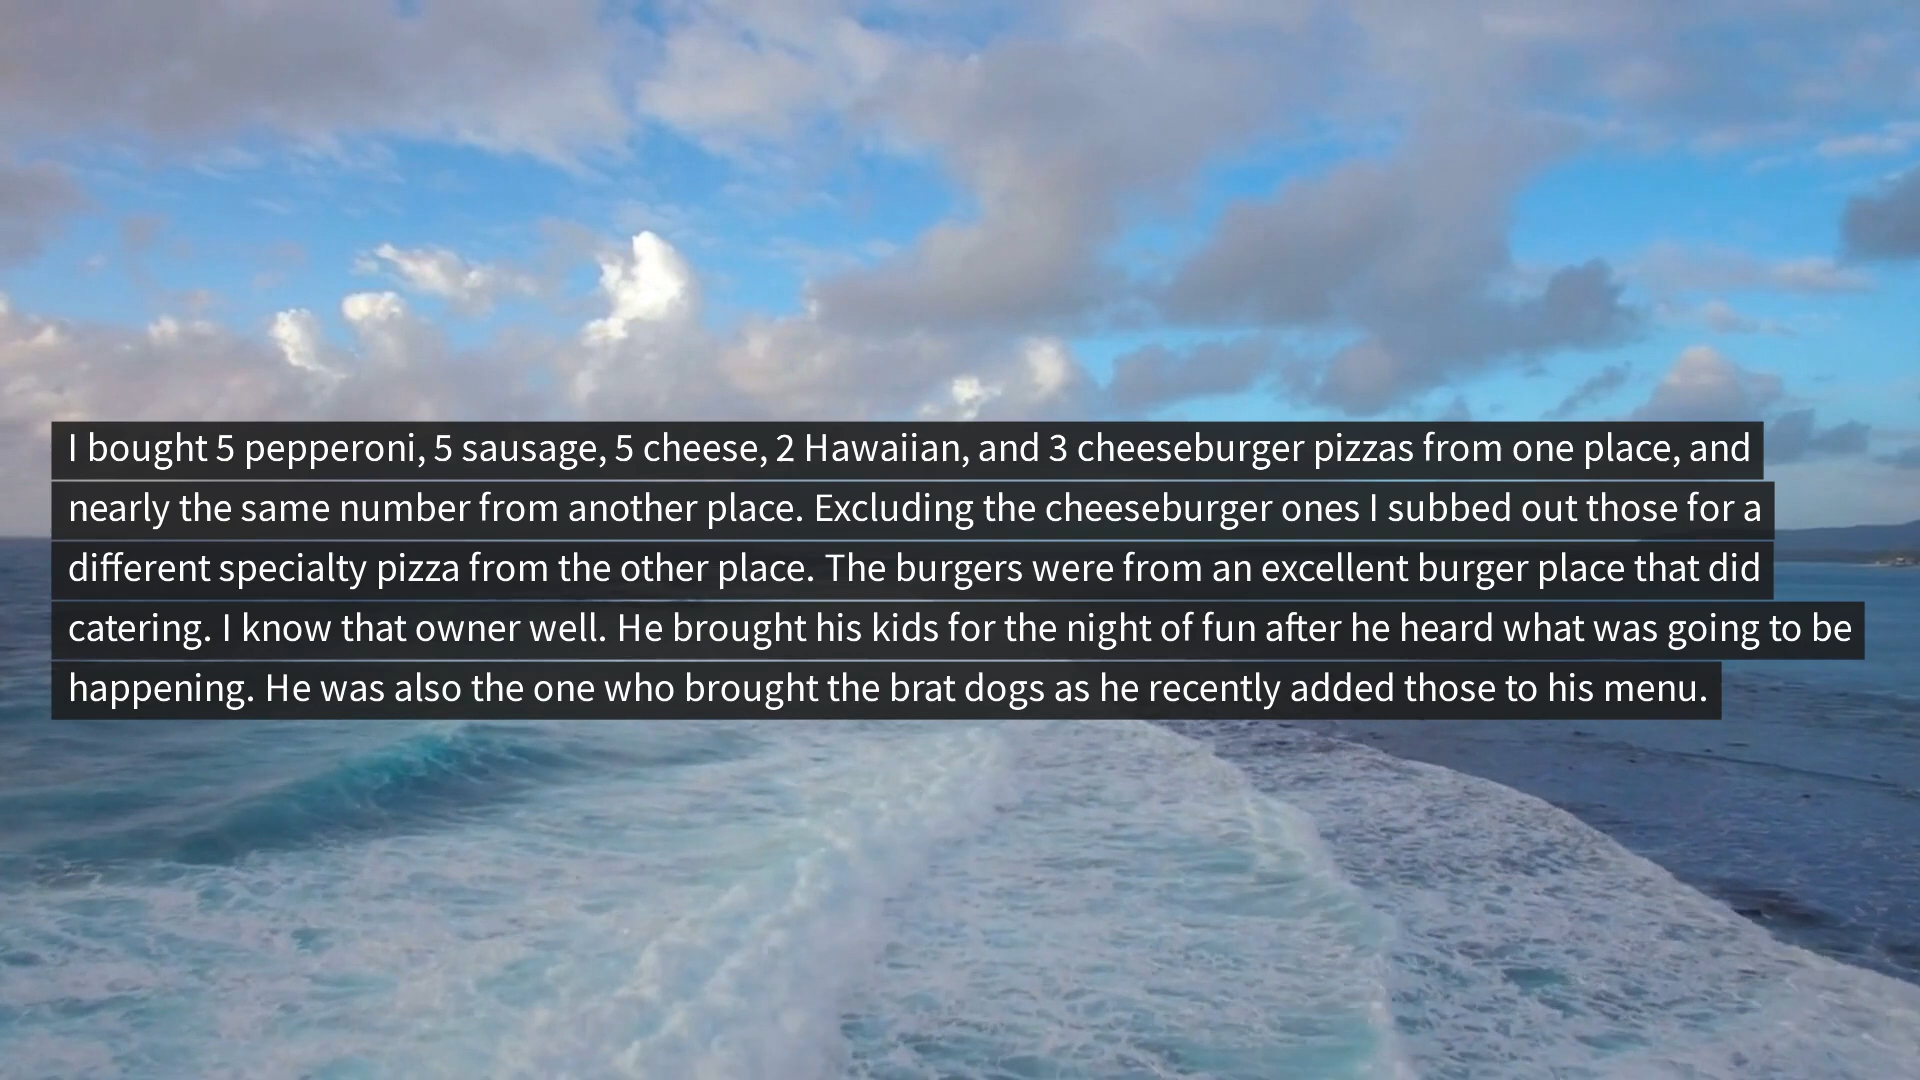 I bought 5 pepperoni, 5 sausage, 5 cheese, 2 Hawaiian, and 3 cheeseburger pizzas from one place, and
nearly the same number from another place. Excluding the cheeseburger ones I subbed out those for a
different specialty pizza from the other place. The burgers were from an excellent burger place that did
catering. I know that owner well. He brought his kids for the night of fun after he heard what was going to be
happening. He was also the one who brought the brat dogs as he recently added those to his menu.